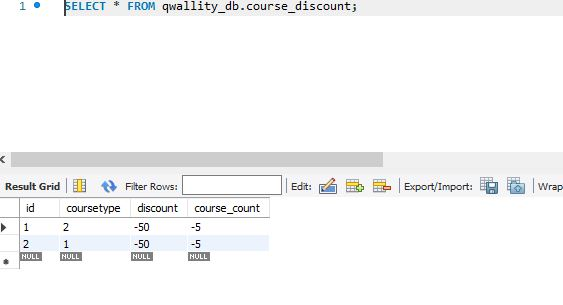 1 SELECT * FROM qwallity_db.course_discount;
Result Grid Filter Rows: Edit: Export/Import: Wrap
id coursetype discount course_count
1 2 -50 -5
2 1 -50 -5
NULL NULL NULL NULL